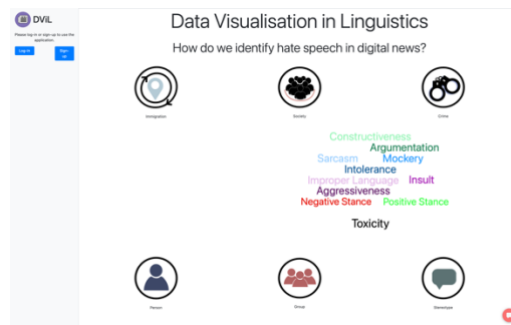 DViL
Please log in or sign up to use the
application.
Log in
Sign up
Data Visualisation in Linguistics
How do we identify hate speech in digital news?
Immigration
Society
Crime
Constructiveness
Argumentation
Sarcasm
Mockery
Intolerance
Improper Language
Insult
Aggressiveness
Negative Stance
Positive Stance
Toxicity
Person
Group
Stereotype